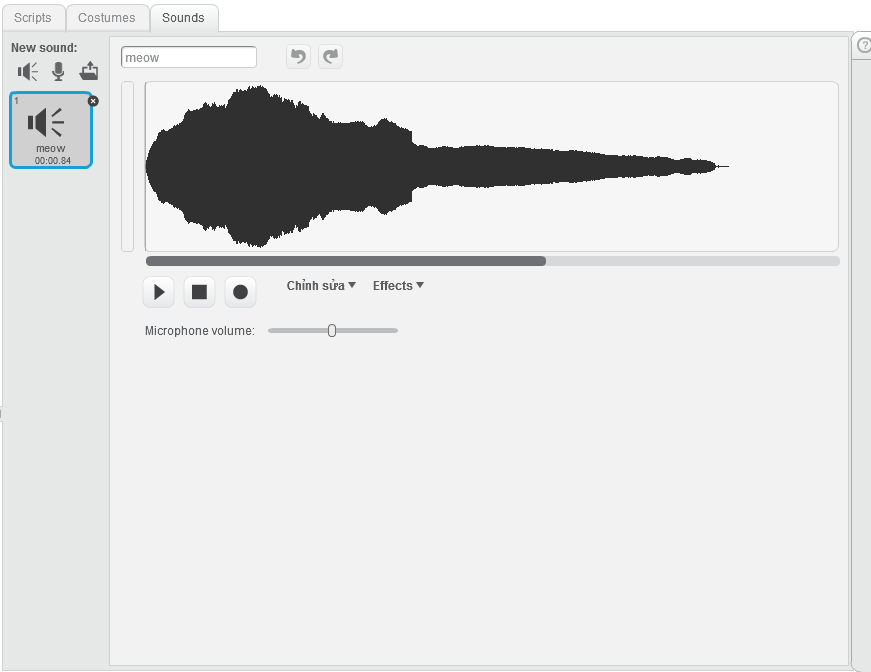 Scripts Costumes Sounds
New sound:
1
meow
00:00.84
meow
Chỉnh sửa Effects
Microphone volume:
?